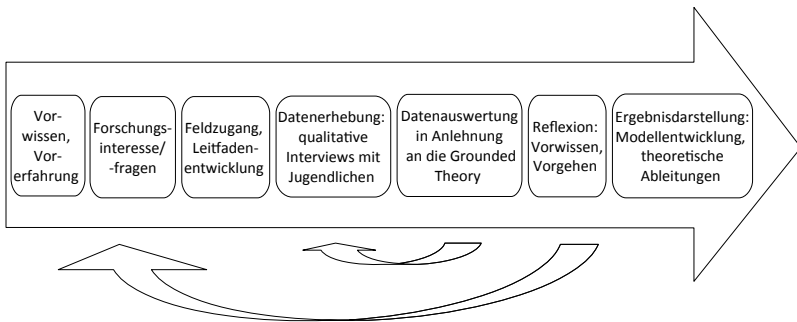 Vor-
wissen,
Vor-
erfahrung
Forschungs-
interesse/
-fragen
Feldzugang,
Leitfaden-
entwicklung
Datenerhebung:
qualitative
Interviews mit
Jugendlichen
Datenauswertung
in Anlehnung
an die Grounded
Theory
Reflexion:
Vorwissen,
Vorgehen
Ergebnisdarstellung:
Modellentwicklung,
theoretische
Ableitungen